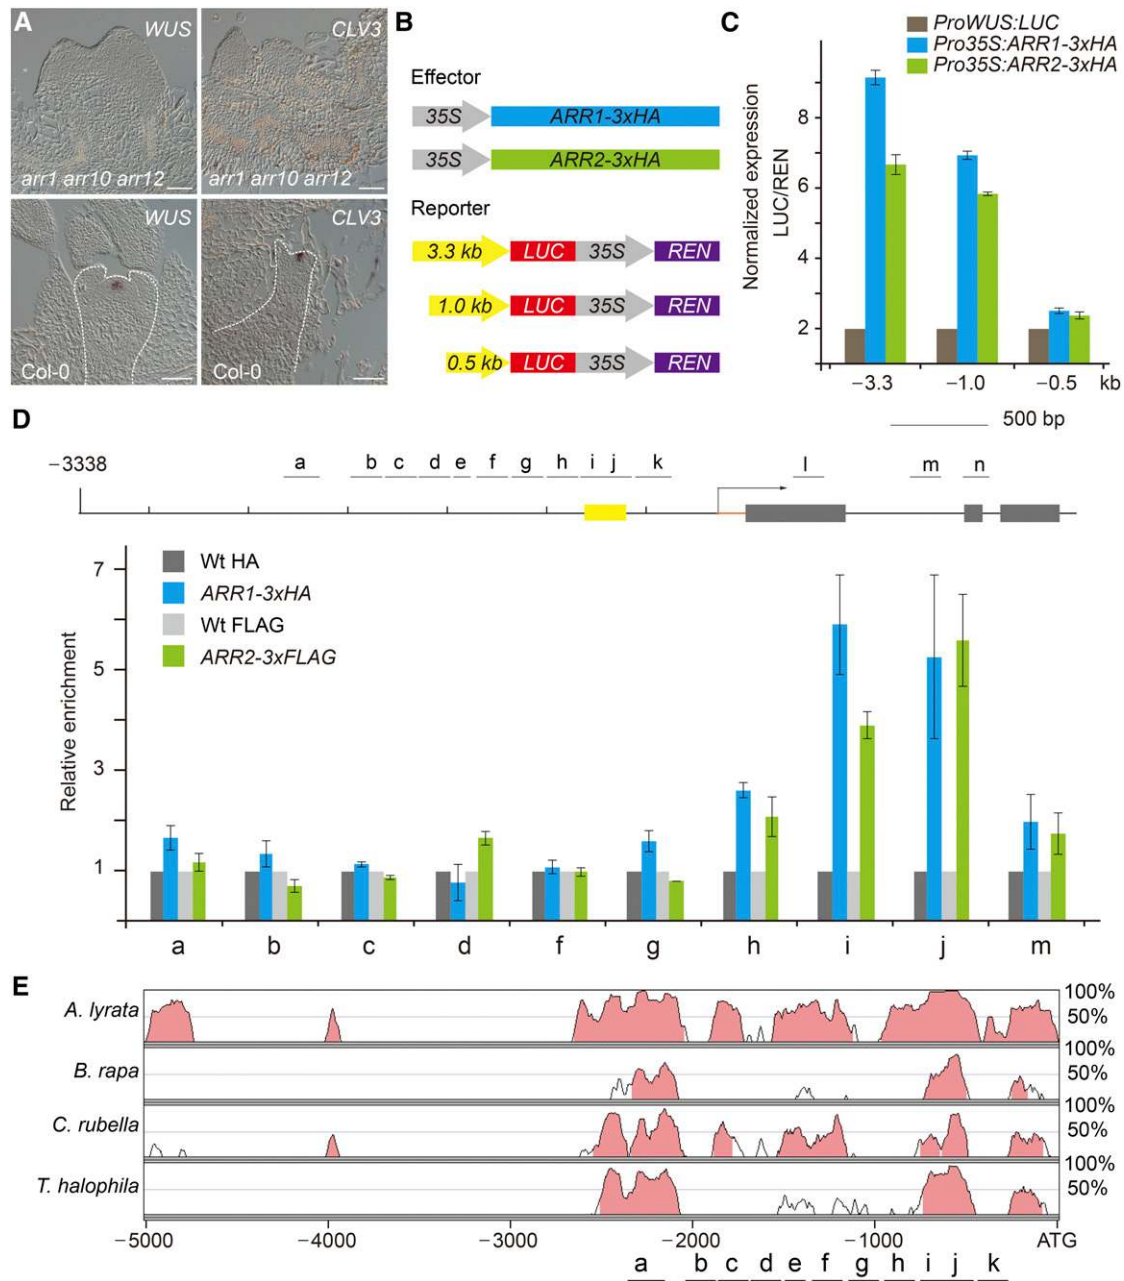 A
WUS
arr1 arr10 arr12
CLV3
arr1 arr10 arr12
WUS
Col-0
CLV3
Col-0
B
Effector
35S ARR1-3xHA
35S ARR2-3xHA
Reporter
3.3 kb LUC 35S REN
1.0 kb LUC 35S REN
0.5 kb LUC 35S REN
C
ProWUS:LUC
Pro35S:ARR1-3xHA
Pro35S:ARR2-3xHA
Normalized expression
LUC/REN
8
6
4
2
−3.3 −1.0 −0.5 kb
D
500 bp
−3338
a b c d e f g h i j k l m n
Wt HA
ARR1-3xHA
Wt FLAG
ARR2-3xFLAG
Relative enrichment
7
5
3
1
a b c d f g h i j m
E
A. lyrata 100%
50%
B. rapa 100%
50%
C. rubella 100%
50%
T. halophila 100%
50%
−5000 −4000 −3000 −2000 −1000 ATG
a b c d e f g h i j k